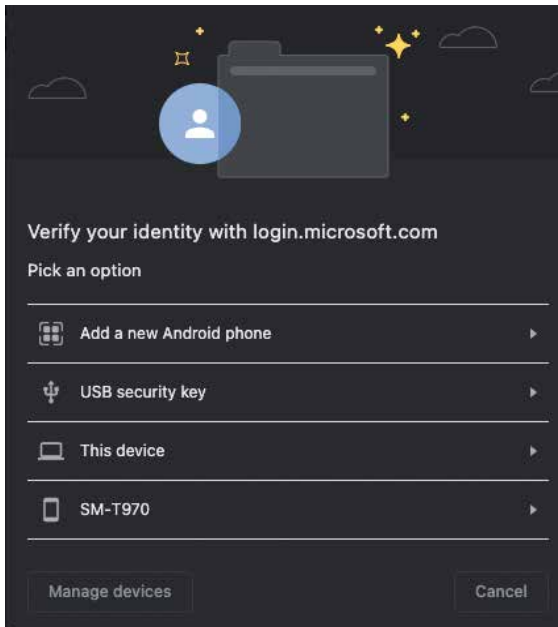 Verify your identity with login.microsoft.com
Pick an option
Add a new Android phone
USB security key
This device
SM-T970
Manage devices
Cancel